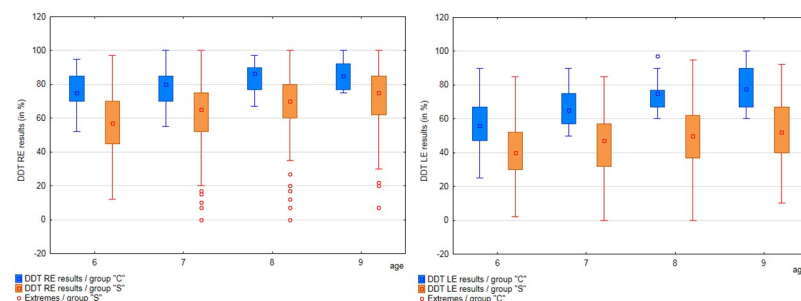 120
100
80
60
40
20
0
-20
DDT RE results (in %)
6 7 8 9 age
DDT RE results / group "C"
DDT RE results / group "S"
Extremes / group "S"
120
100
80
60
40
20
0
-20
DDT LE results (in %)
6 7 8 9 age
DDT LE results / group "C"
DDT LE results / group "S"
Extremes / group "C"